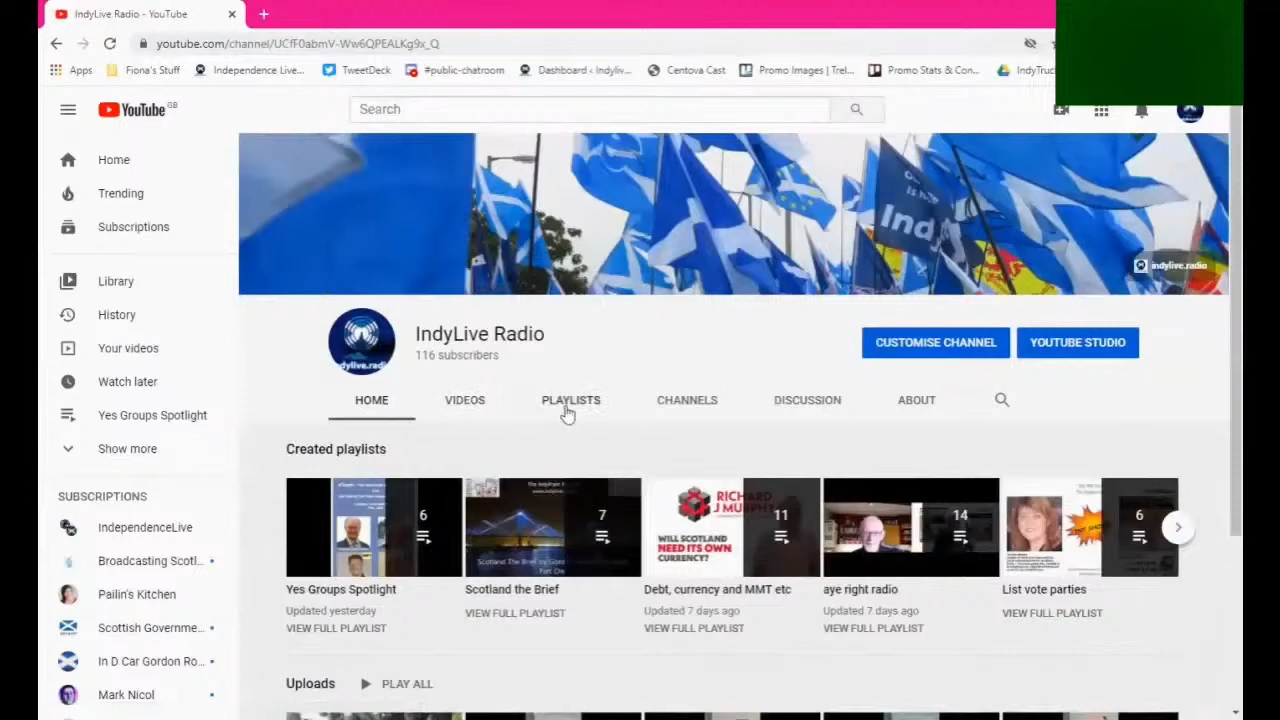 IndyLive Radio - YouTube
youtube.com/channel/UCfF0abmV-Ww6QPEALKg9x_Q
Apps Fiona's Stuff Independence Live... TweetDeck #public-chatroom Dashboard ‹ Indyliv... Centova Cast Promo Images | Trel... Promo Stats & Con... IndyTruc
YouTube GB
Search
Home
Trending
Subscriptions
Library
History
Your videos
Watch later
Yes Groups Spotlight
Show more
SUBSCRIPTIONS
IndependenceLive
Broadcasting Scotl...
Pailin's Kitchen
Scottish Governme...
In D Car Gordon Ro...
Mark Nicol
Indy
indylive.radio
IndyLive Radio
116 subscribers
CUSTOMISE CHANNEL
YOUTUBE STUDIO
HOME VIDEOS PLAYLISTS CHANNELS DISCUSSION ABOUT
Created playlists
6
7
RICHARD
J MURPHY
WILL SCOTLAND
NEED ITS OWN
CURRENCY?
11
14
6
Yes Groups Spotlight
Updated yesterday
VIEW FULL PLAYLIST
Scotland the Brief
VIEW FULL PLAYLIST
Debt, currency and MMT etc
Updated 7 days ago
VIEW FULL PLAYLIST
aye right radio
Updated 7 days ago
VIEW FULL PLAYLIST
List vote parties
VIEW FULL PLAYLIST
Uploads PLAY ALL